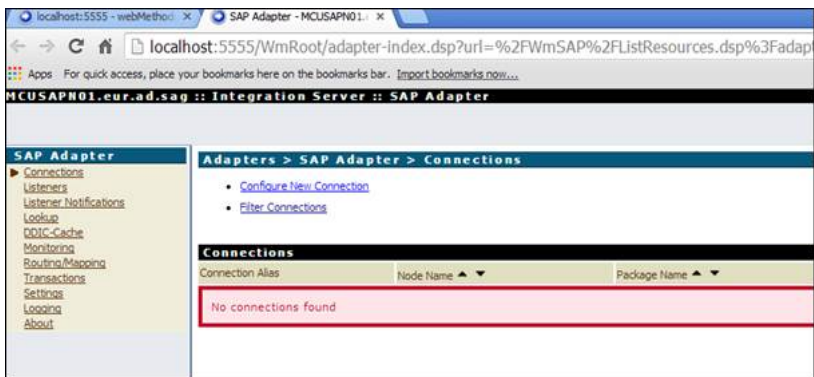 localhost:5555 - webMethod
SAP Adapter - MCUSAPN01.
localhost:5555/WmRoot/adapter-index.dsp?url=%2FWmSAP%2FListResources.dsp%3Fadapt
Apps For quick access, place your bookmarks here on the bookmarks bar. Import bookmarks now...
MCUSAPN01.eur.ad.sag :: Integration Server :: SAP Adapter
SAP Adapter
Connections
Listeners
Listener Notifications
Lookup
DDIC-Cache
Monitoring
Routing/Mapping
Transactions
Settings
Logging
About
Adapters > SAP Adapter > Connections
Configure New Connection
Filter Connections
Connections
Connection Alias Node Name Package Name
No connections found